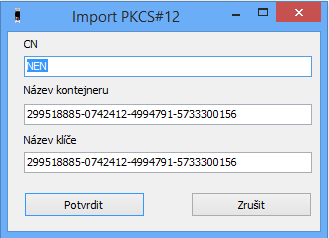 Import PKCS#12
CN
NEN
Název kontejneru
299518885-0742412-4994791-5733300156
Název klíče
299518885-0742412-4994791-5733300156
Potvrdit
Zrušit